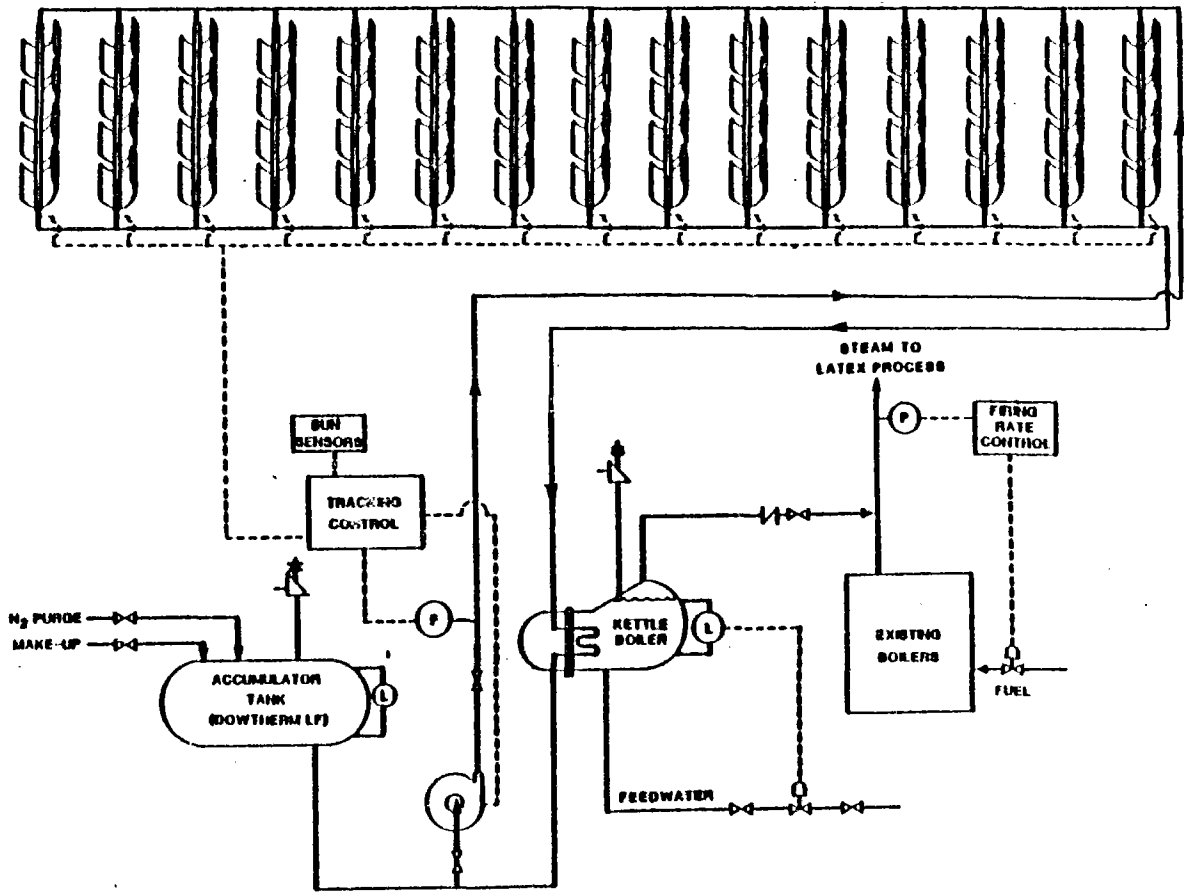 STEAM TO
LATEX PROCESS
P
FIRING
RATE
CONTROL
SUN
SENSORS
TRACKING
CONTROL
N2 PURGE
MAKE-UP
F
KETTLE
BOILER
L
EXISTING
BOILERS
FUEL
ACCUMULATOR
TANK
(DOWTHERM LF)
L
FEEDWATER